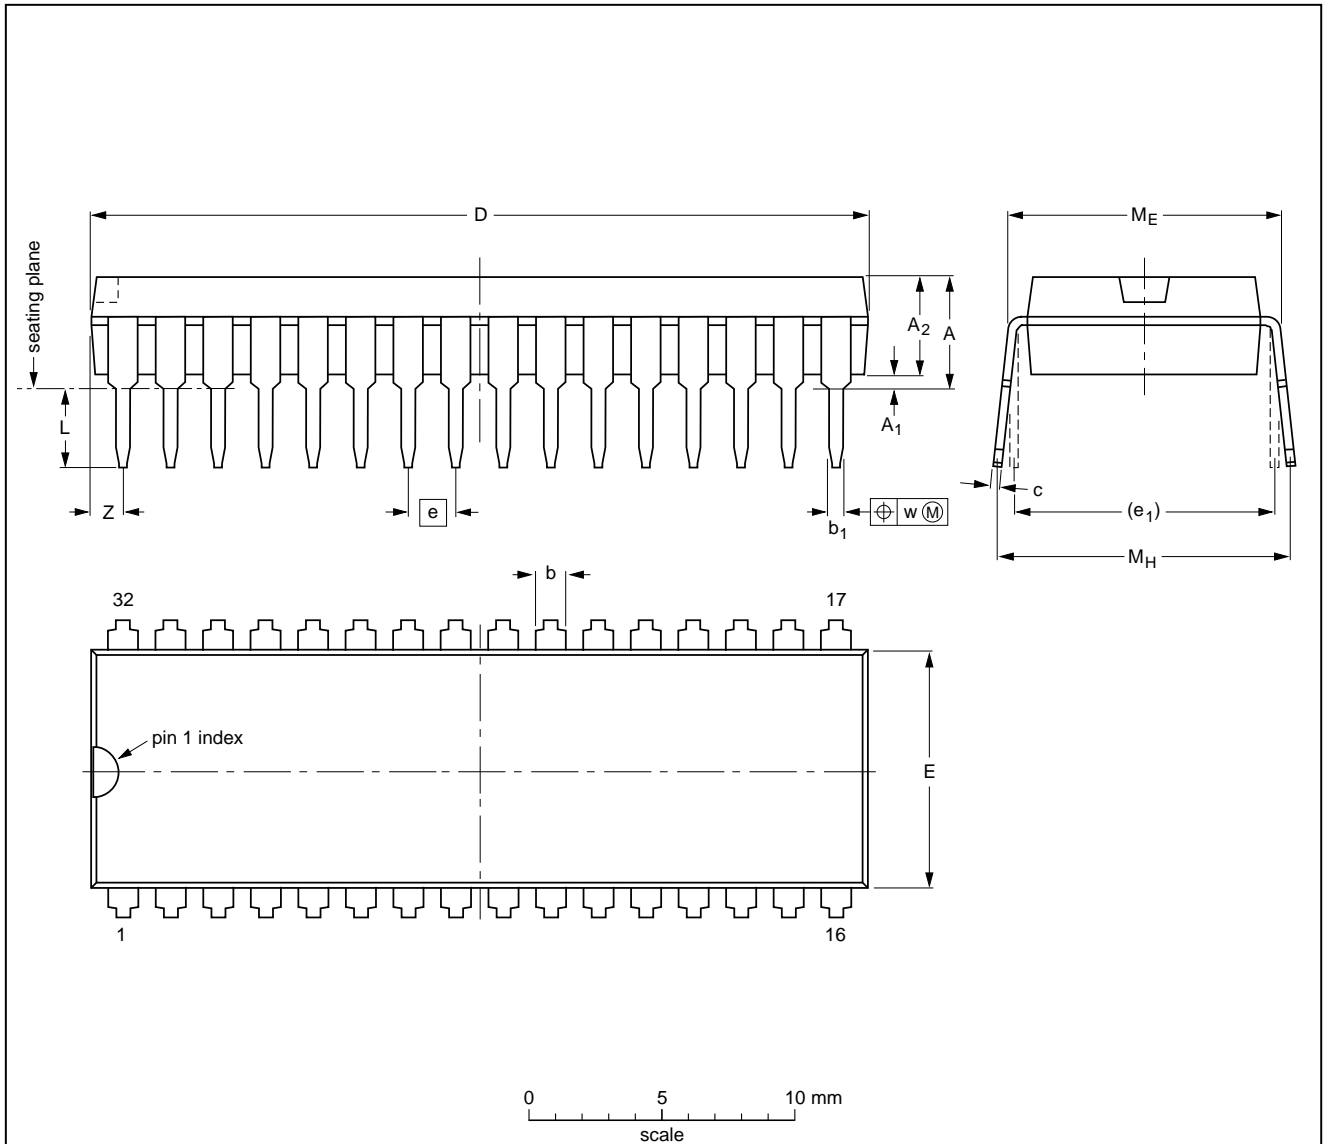 D
M_E
seating plane
A_2
A
L
A_1
Z
e
b_1
w Ⓜ
c
(e_1)
M_H
b
32
17
pin 1 index
E
1
16
0 5 10 mm
scale